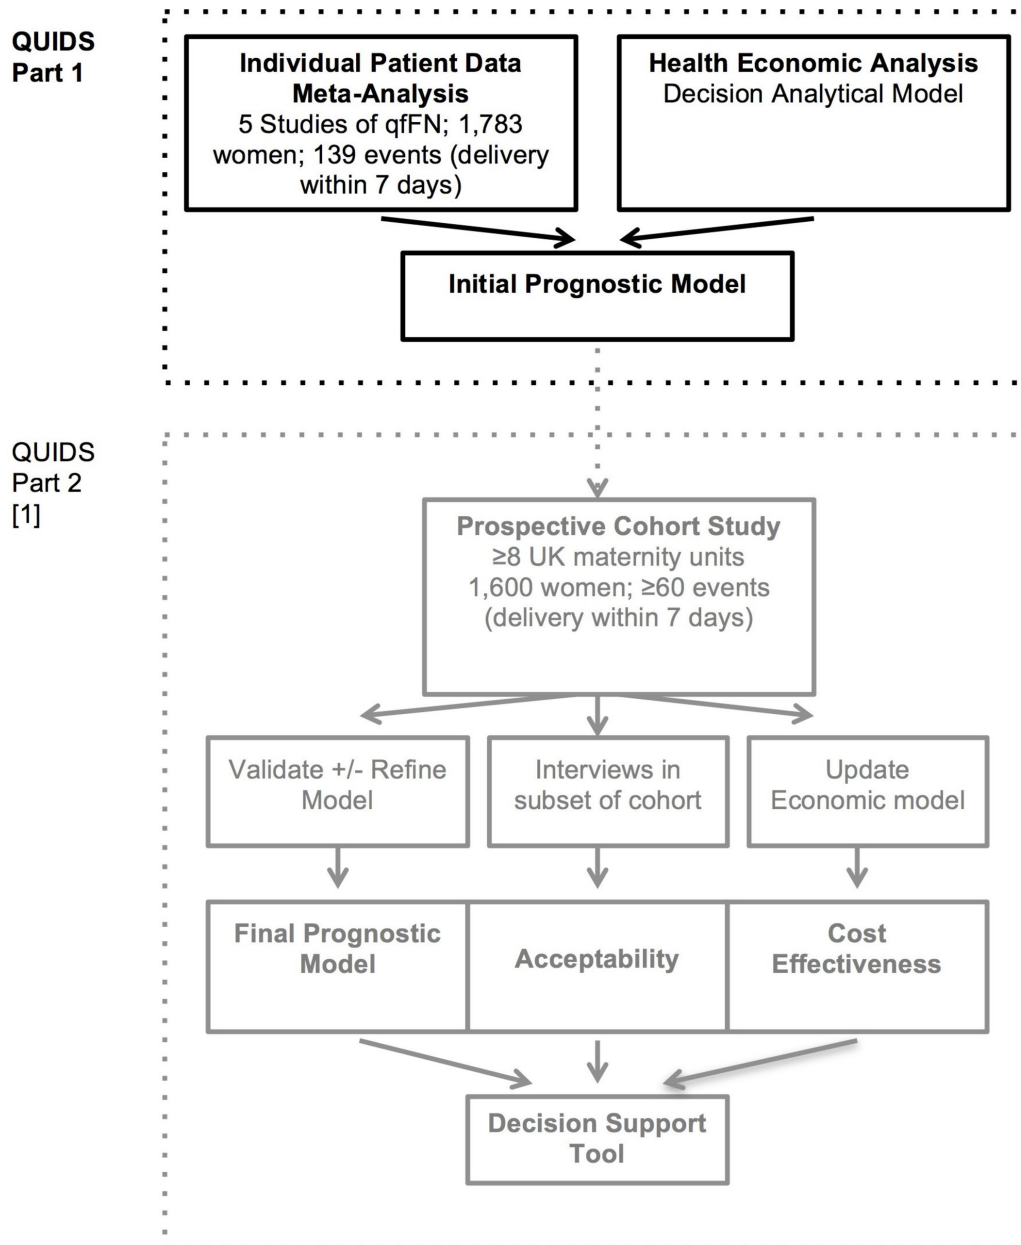 QUIDS
Part 1
Individual Patient Data
Meta-Analysis
5 Studies of qfFN; 1,783
women; 139 events (delivery
within 7 days)
Health Economic Analysis
Decision Analytical Model
Initial Prognostic Model
QUIDS
Part 2
[1]
Prospective Cohort Study
≥8 UK maternity units
1,600 women; ≥60 events
(delivery within 7 days)
Validate +/- Refine
Model
Interviews in
subset of cohort
Update
Economic model
Final Prognostic
Model
Acceptability
Cost
Effectiveness
Decision Support
Tool